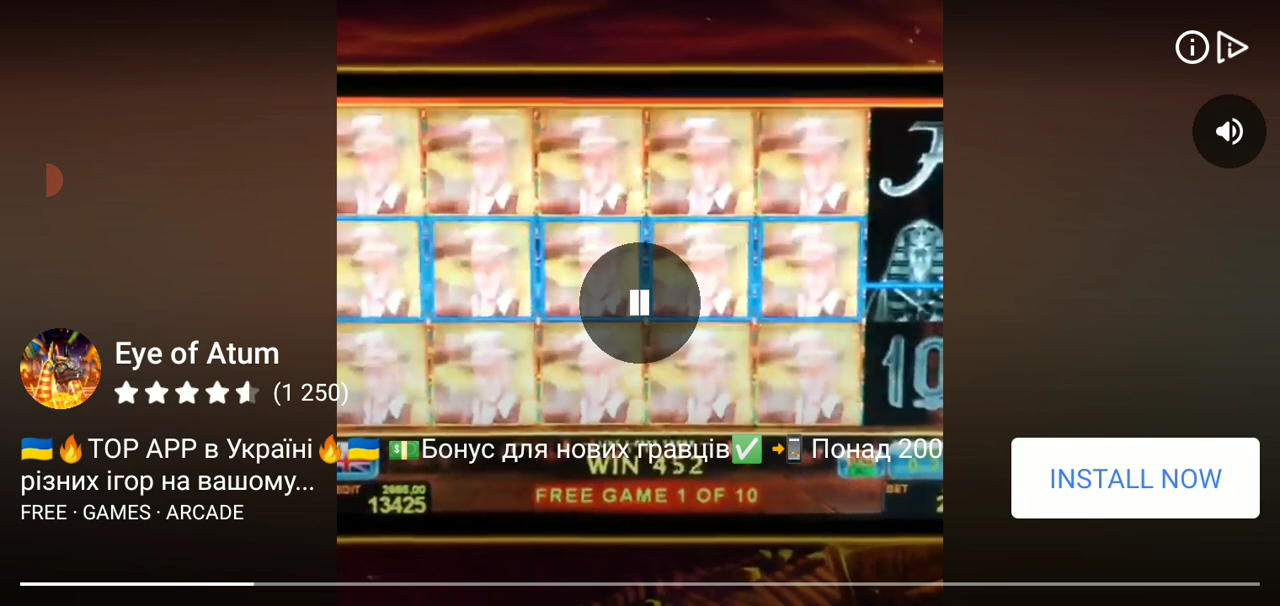 Eye of Atum
(1 250)
🇺🇦🔥TOP APP в Україні🔥🇺🇦 💵Бонус для нових гравців✅ ➡️📱Понад 200
різних ігор на вашому...
FREE · GAMES · ARCADE
INSTALL NOW
WIN 452
FREE GAME 1 OF 10
13425
BET